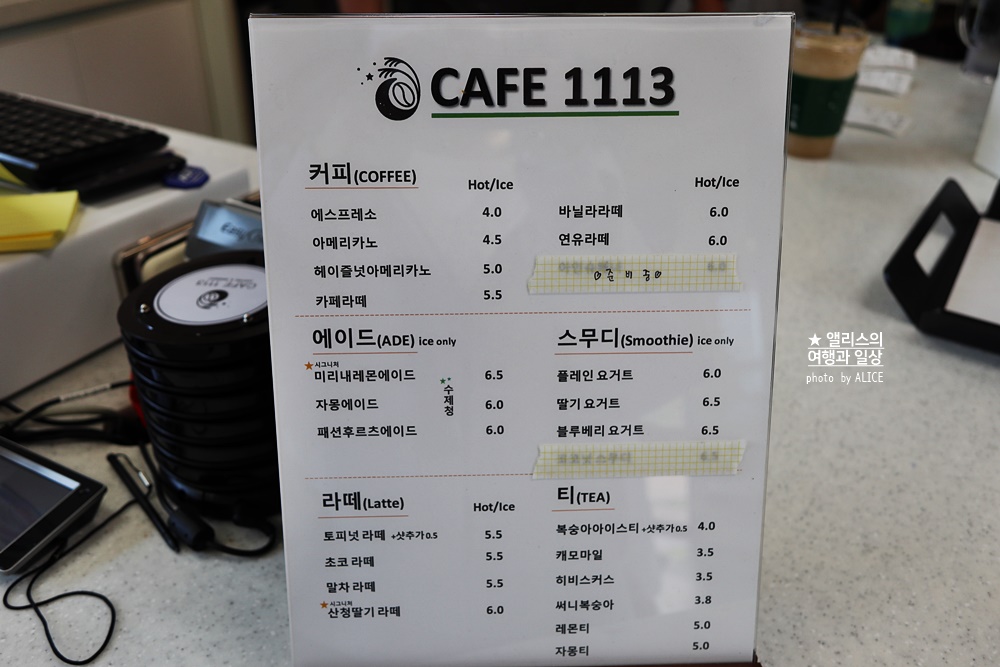 CAFE 1113
커피(COFFEE)
Hot/Ice
에스프레소 4.0
아메리카노 4.5
헤이즐넛아메리카노 5.0
카페라떼 5.5
Hot/Ice
바닐라라떼 6.0
연유라떼 6.0
준비중
에이드(ADE) ice only
★시그니처
미리내레몬에이드 6.5
자몽에이드 6.0
패션후르츠에이드 6.0
수제청
스무디(Smoothie) ice only
플레인 요거트 6.0
딸기 요거트 6.5
블루베리 요거트 6.5
라떼(Latte)
Hot/Ice
토피넛 라떼 +샷추가0.5 5.5
초코 라떼 5.5
말차 라떼 5.5
★시그니처
산청딸기 라떼 6.0
티(TEA)
복숭아아이스티 +샷추가0.5 4.0
캐모마일 3.5
히비스커스 3.5
써니복숭아 3.8
레몬티 5.0
자몽티 5.0
CAFE 1113
★ 앨리스의
여행과 일상
photo by ALICE